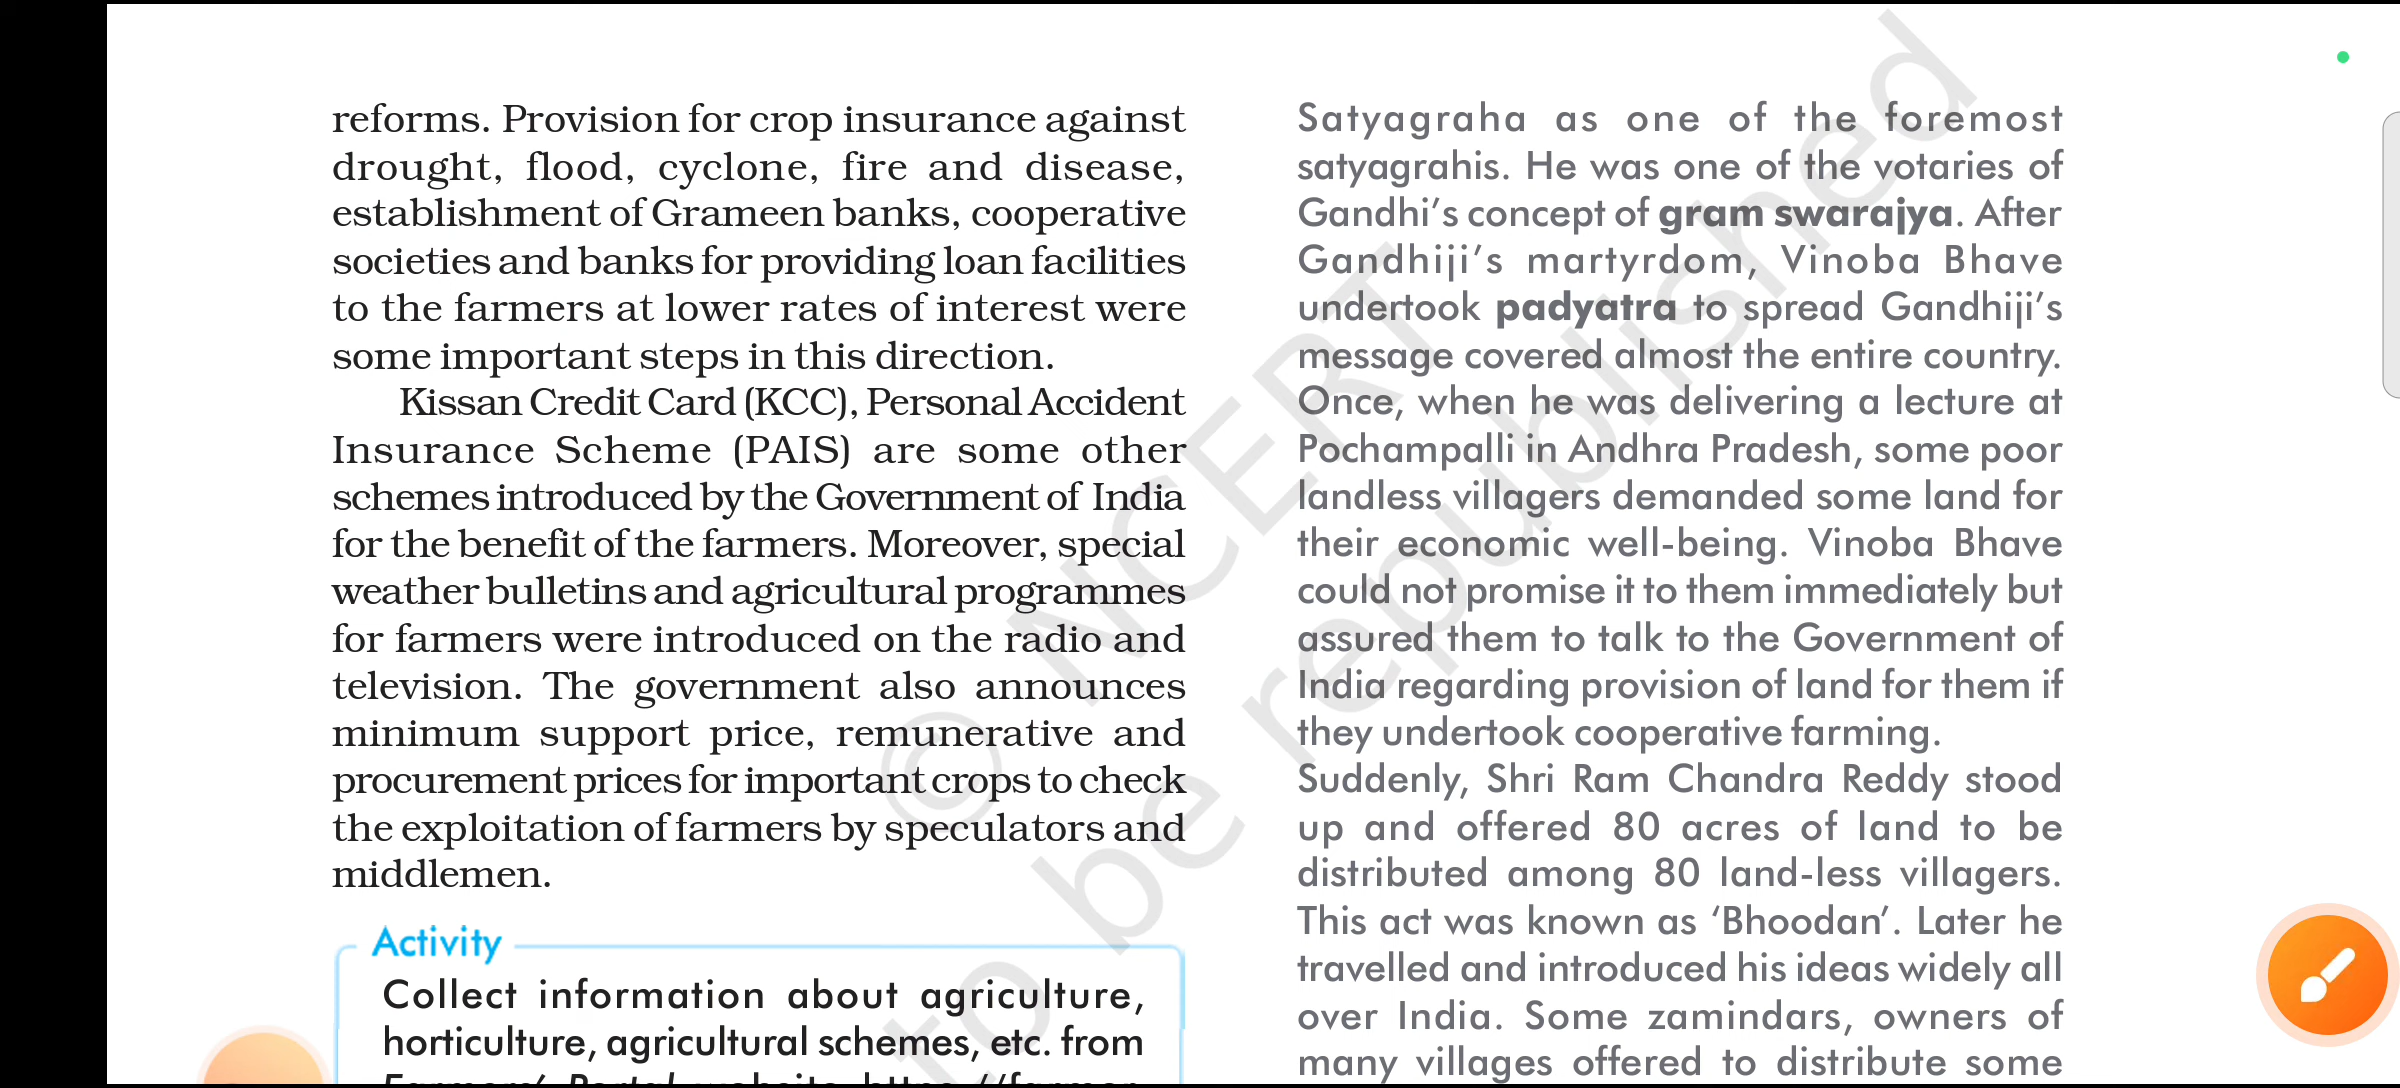 reforms. Provision for crop insurance against
drought, flood, cyclone, fire and disease,
establishment of Grameen banks, cooperative
societies and banks for providing loan facilities
to the farmers at lower rates of interest were
some important steps in this direction.
Kissan Credit Card (KCC), Personal Accident
Insurance Scheme (PAIS) are some other
schemes introduced by the Government of India
for the benefit of the farmers. Moreover, special
weather bulletins and agricultural programmes
for farmers were introduced on the radio and
television. The government also announces
minimum support price, remunerative and
procurement prices for important crops to check
the exploitation of farmers by speculators and
middlemen.
Activity
Collect information about agriculture,
horticulture, agricultural schemes, etc. from
Farmers' Portal website https://farmer.
Satyagraha as one of the foremost
satyagrahis. He was one of the votaries of
Gandhi's concept of gram swarajya. After
Gandhiji's martyrdom, Vinoba Bhave
undertook padyatra to spread Gandhiji's
message covered almost the entire country.
Once, when he was delivering a lecture at
Pochampalli in Andhra Pradesh, some poor
landless villagers demanded some land for
their economic well-being. Vinoba Bhave
could not promise it to them immediately but
assured them to talk to the Government of
India regarding provision of land for them if
they undertook cooperative farming.
Suddenly, Shri Ram Chandra Reddy stood
up and offered 80 acres of land to be
distributed among 80 land-less villagers.
This act was known as ‘Bhoodan’. Later he
travelled and introduced his ideas widely all
over India. Some zamindars, owners of
many villages offered to distribute some
© NCERT
to be republished